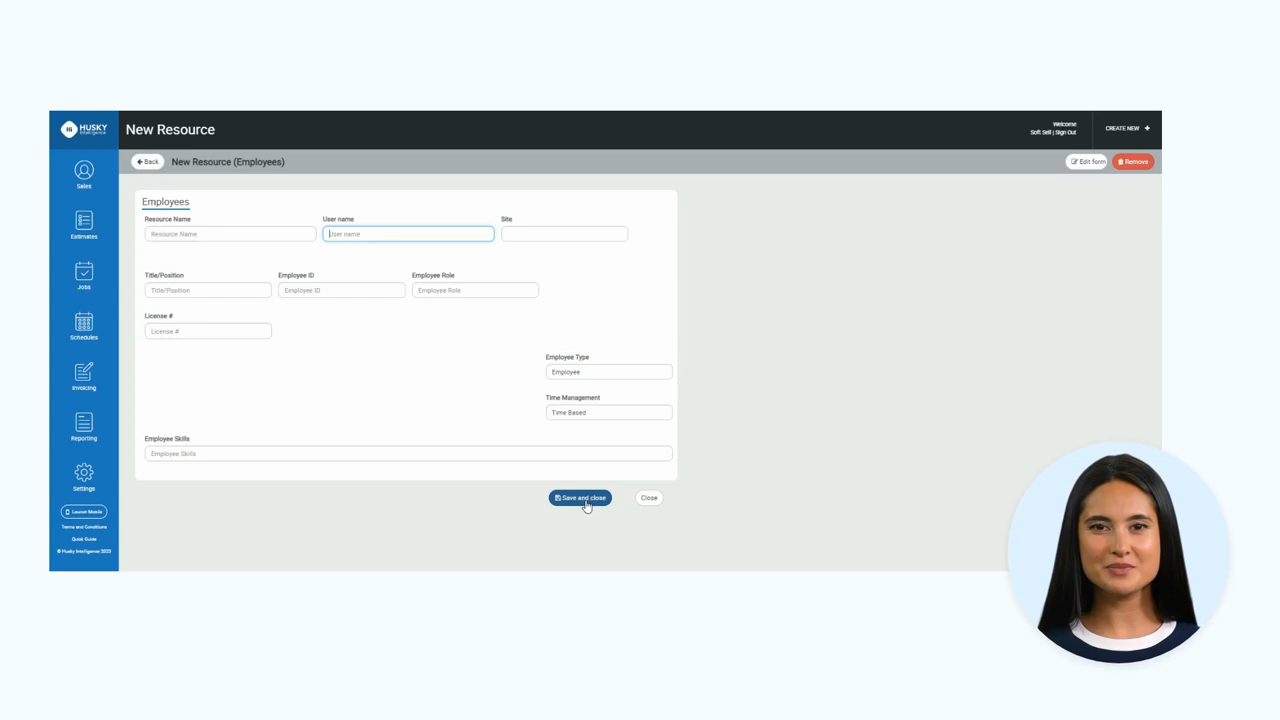 Hi HUSKY
Intelligence
New Resource
Welcome
Soft Sell | Sign Out
CREATE NEW +
Back
New Resource (Employees)
Edit form
Remove
Sales
Estimates
Jobs
Schedules
Invoicing
Reporting
Settings
Launch Mobile
Terms and Conditions
Quick Guide
© Husky Intelligence 2023
Employees
Resource Name
User name
Site
Resource Name
User name
Title/Position
Employee ID
Employee Role
Title/Position
Employee ID
Employee Role
License #
License #
Employee Type
Employee
Time Management
Time Based
Employee Skills
Employee Skills
Save and close
Close